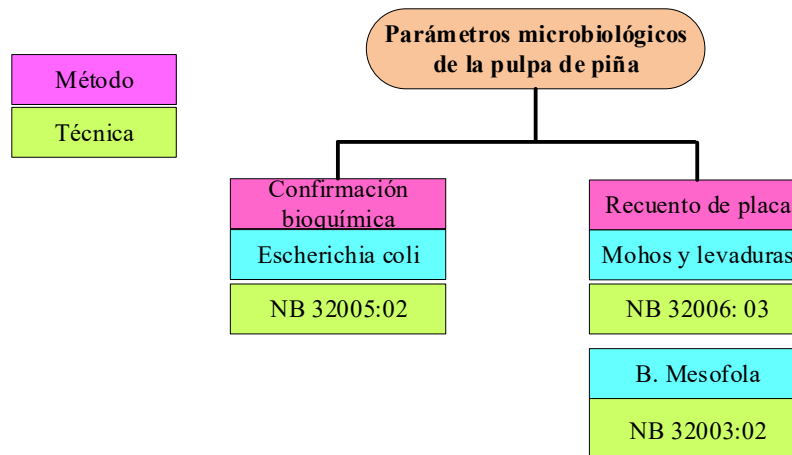 Parámetros microbiológicos
de la pulpa de piña
Método
Técnica
Confirmación
bioquímica
Escherichia coli
NB 32005:02
Recuento de placa
Mohos y levaduras
NB 32006: 03
B. Mesofola
NB 32003:02